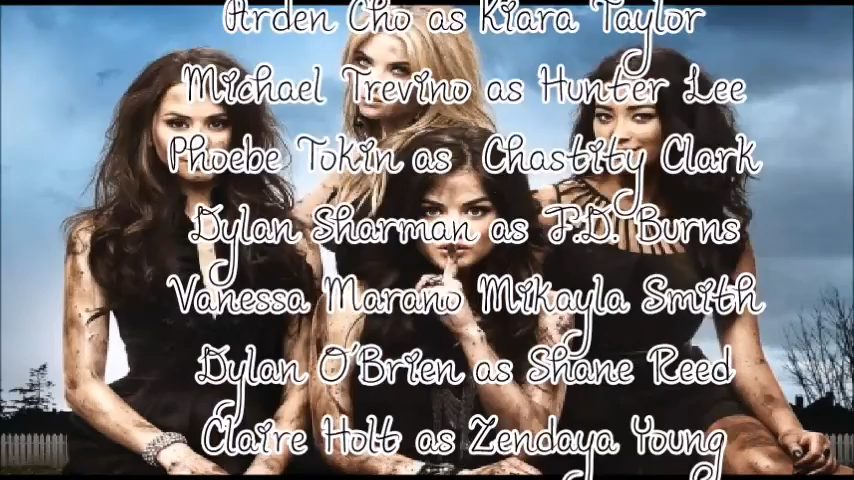 Arden Cho as Kiara Taylor
Michael Trevino as Hunter Lee
Phoebe Tokin as Chastity Clark
Dylan Sharman as F.D. Burns
Vanessa Marano Mikayla Smith
Dylan O'Brien as Shane Reed
Claire Holt as Zendaya Young